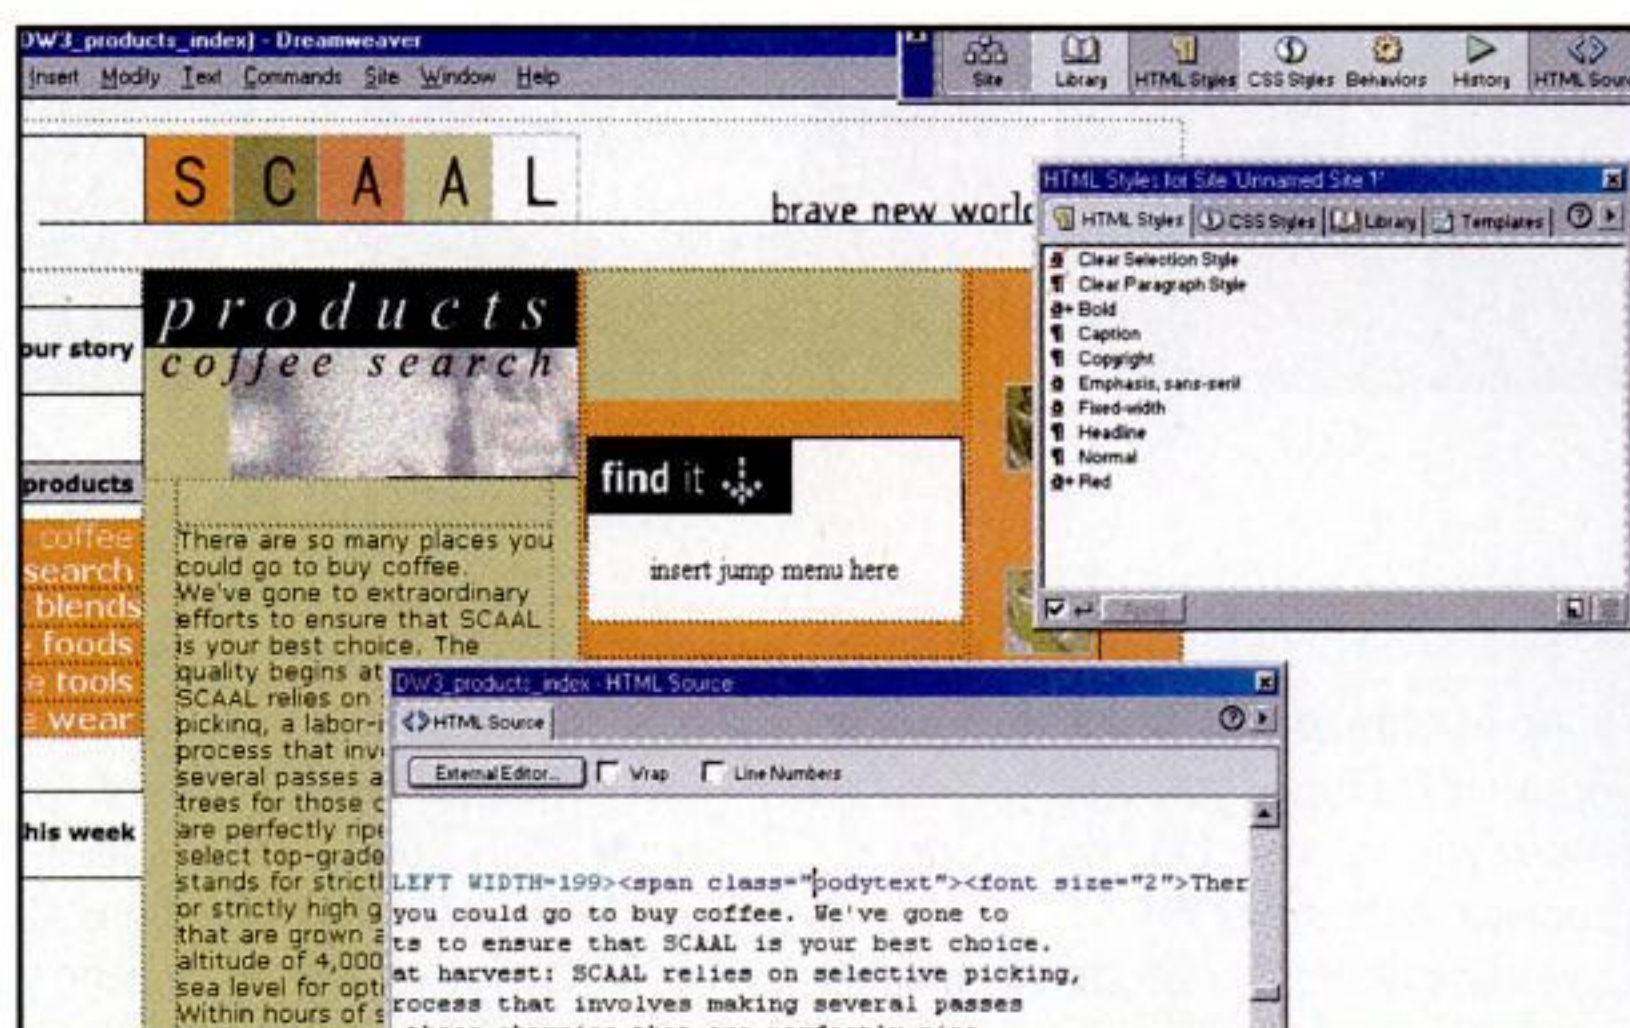 DW3_products_index] - Dreamweaver
Insert Modify Text Commands Site Window Help
Site Library HTML Styles CSS Styles Behaviors History HTML Sour
S C A A L
brave new world
HTML Styles for Site 'Unnamed Site 1'
HTML Styles CSS Styles Library Templates
Clear Selection Style
Clear Paragraph Style
Bold
Caption
Copyright
Emphasis, sans-serif
Fixed-width
Headline
Normal
Red
Apply
products
coffee search
our story
products
coffee
search
blends
e foods
e tools
e wear
his week
find it
insert jump menu here
There are so many places you
could go to buy coffee.
We've gone to extraordinary
efforts to ensure that SCAAL
is your best choice. The
quality begins at
SCAAL relies on s
picking, a labor-i
process that inv
several passes a
trees for those c
are perfectly ripe
select top-grade
stands for strictl
or strictly high g
that are grown a
altitude of 4,000
sea level for opti
Within hours of s
DW3_products_index - HTML Source
HTML Source
External Editor... Wrap Line Numbers
LEFT WIDTH=199><span class="bodytext"><font size="2">Ther
you could go to buy coffee. We've gone to
ts to ensure that SCAAL is your best choice.
at harvest: SCAAL relies on selective picking,
rocess that involves making several passes